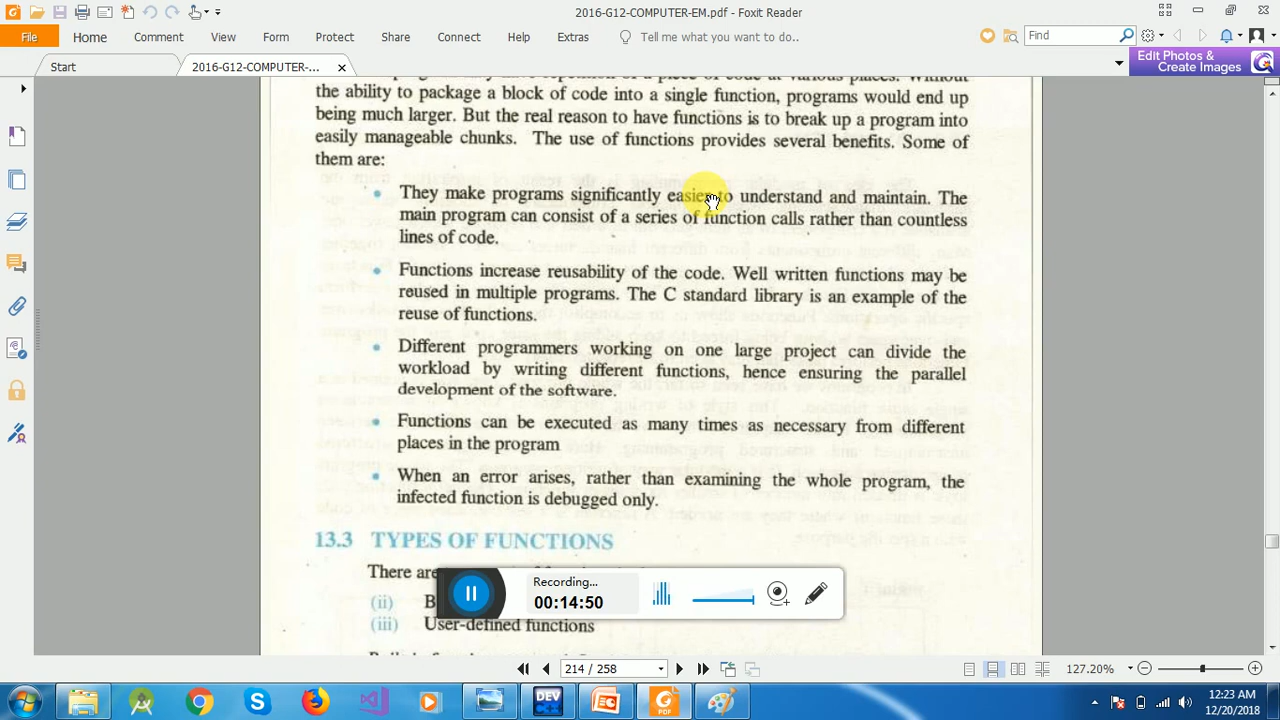 2016-G12-COMPUTER-EM.pdf - Foxit Reader
File Home Comment View Form Protect Share Connect Help Extras Tell me what you want to do.. Find
Start 2016-G12-COMPUTER-... Edit Photos &
Create Images
of a piece of code at various places. Without
the ability to package a block of code into a single function, programs would end up
being much larger. But the real reason to have functions is to break up a program into
easily manageable chunks. The use of functions provides several benefits. Some of
them are:
• They make programs significantly easier to understand and maintain. The
main program can consist of a series of function calls rather than countless
lines of code.
• Functions increase reusability of the code. Well written functions may be
reused in multiple programs. The C standard library is an example of the
reuse of functions.
• Different programmers working on one large project can divide the
workload by writing different functions, hence ensuring the parallel
development of the software.
• Functions can be executed as many times as necessary from different
places in the program
• When an error arises, rather than examining the whole program, the
infected function is debugged only.
13.3 TYPES OF FUNCTIONS
There are
(ii) B
(iii) User-defined functions
Recording...
00:14:50
214 / 258 127.20%
DEV
PDF
12:23 AM
12/20/2018